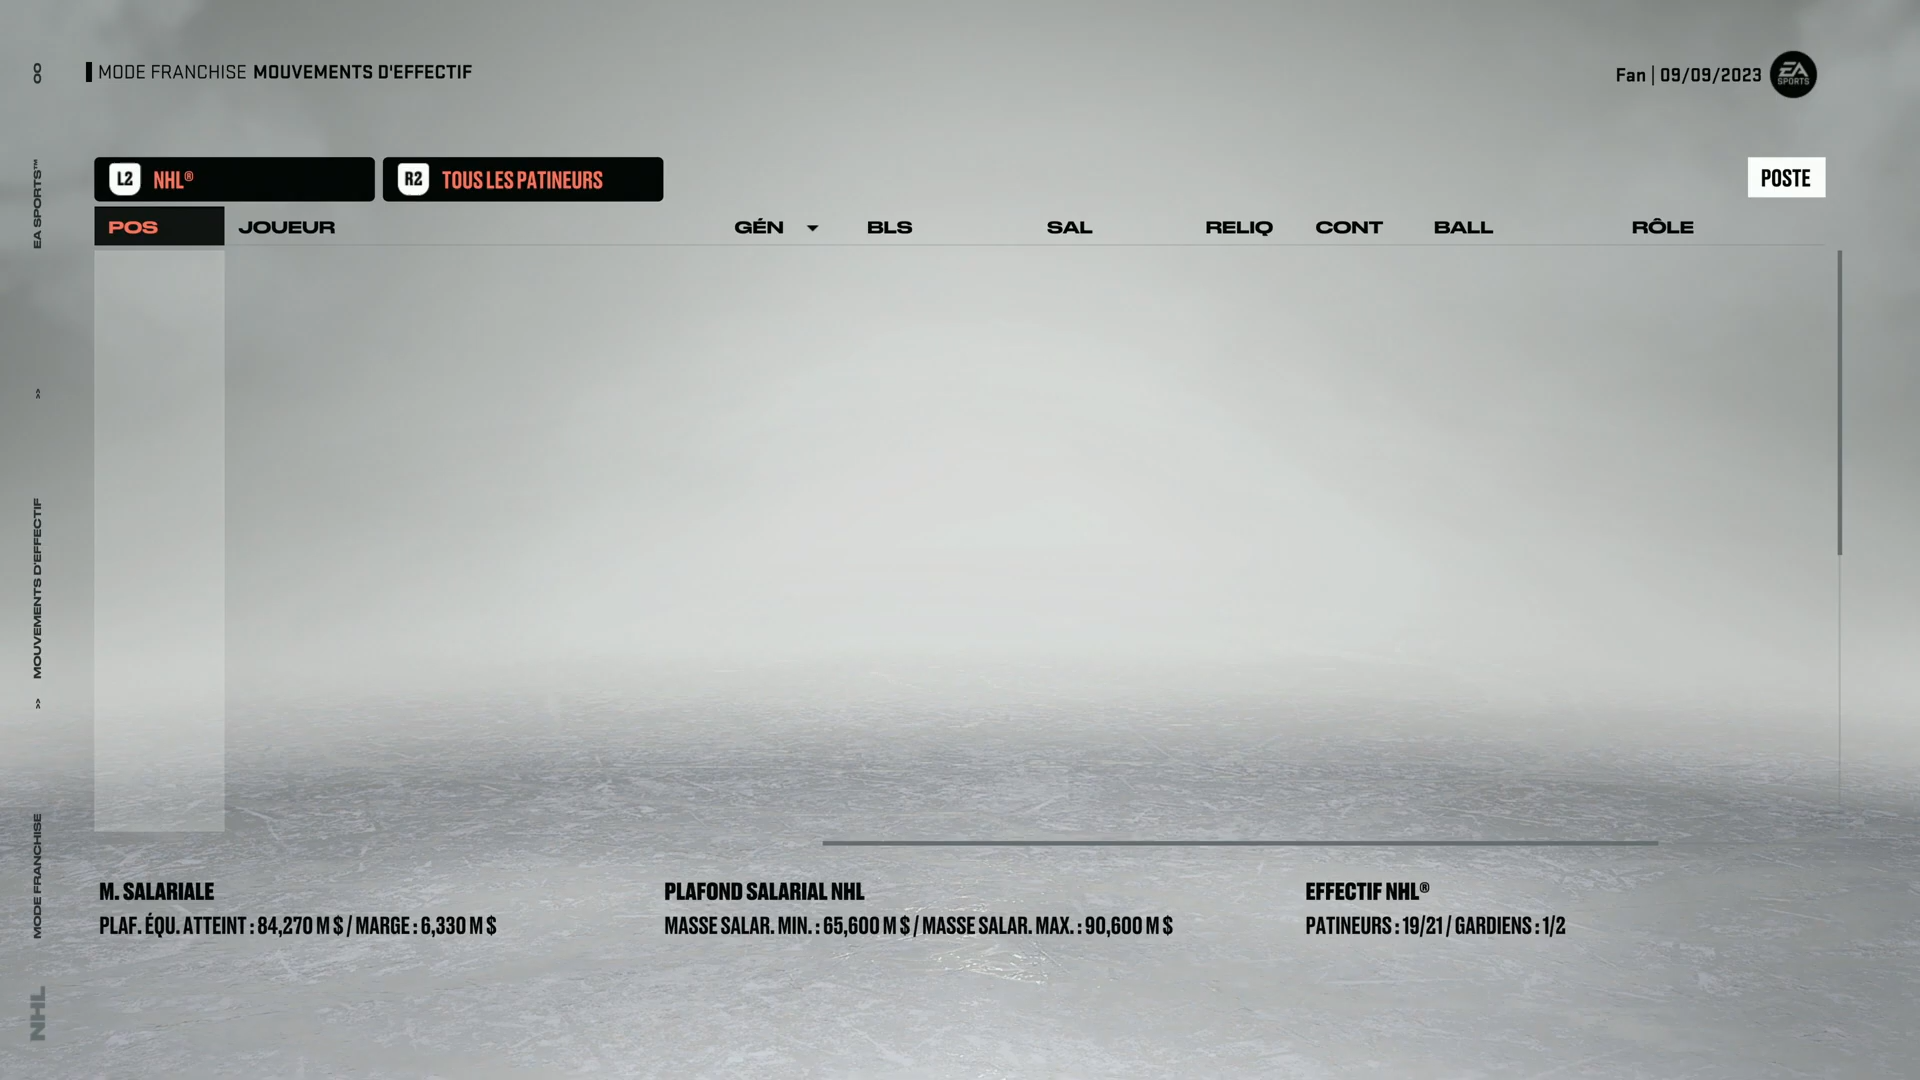 MODE FRANCHISE MOUVEMENTS D'EFFECTIF
Fan | 09/09/2023
EA SPORTS
L2 NHL®
R2 TOUS LES PATINEURS
POSTE
POS JOUEUR GÉN BLS SAL RELIQ CONT BALL RÔLE
M. SALARIALE
PLAF. ÉQU. ATTEINT : 84,270 M $ / MARGE : 6,330 M $
PLAFOND SALARIAL NHL
MASSE SALAR. MIN. : 65,600 M $ / MASSE SALAR. MAX. : 90,600 M $
EFFECTIF NHL®
PATINEURS : 19/21 / GARDIENS : 1/2
NHL MODE FRANCHISE >> MOUVEMENTS D'EFFECTIF >> EA SPORTS™ 00